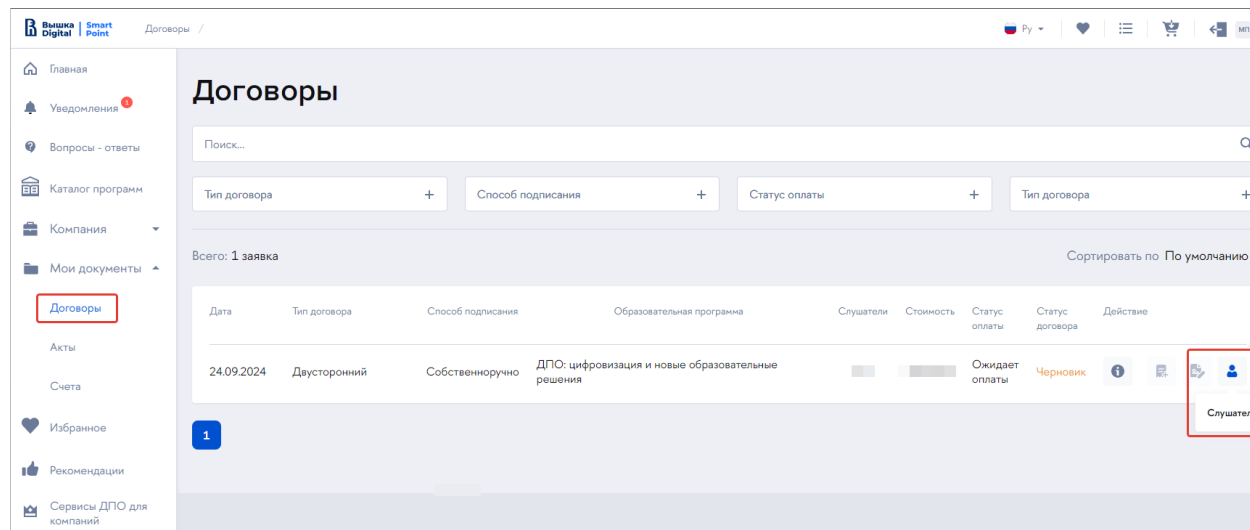 Вышка Digital | Smart Point
Договоры /
Ру
МП
Главная
Уведомления 1
Вопросы - ответы
Каталог программ
Компания
Мои документы
Договоры
Акты
Счета
Избранное
Рекомендации
Сервисы ДПО для
компаний
Договоры
Поиск...
Тип договора + Способ подписания + Статус оплаты + Тип договора +
Всего: 1 заявка
Сортировать по По умолчанию
Дата Тип договора Способ подписания Образовательная программа Слушатели Стоимость Статус оплаты Статус договора Действие
24.09.2024 Двусторонний Собственноручно ДПО: цифровизация и новые образовательные решения Ожидает оплаты Черновик
Слушател
1